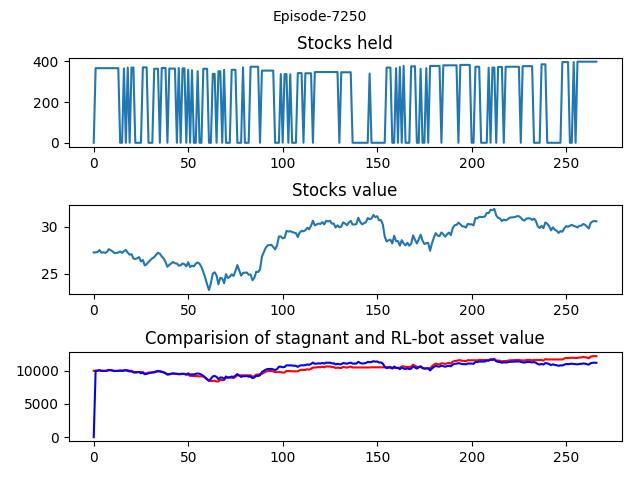 Episode-7250
Stocks held
400
200
0
0 50 100 150 200 250
Stocks value
30
25
0 50 100 150 200 250
Comparision of stagnant and RL-bot asset value
10000
5000
0
0 50 100 150 200 250